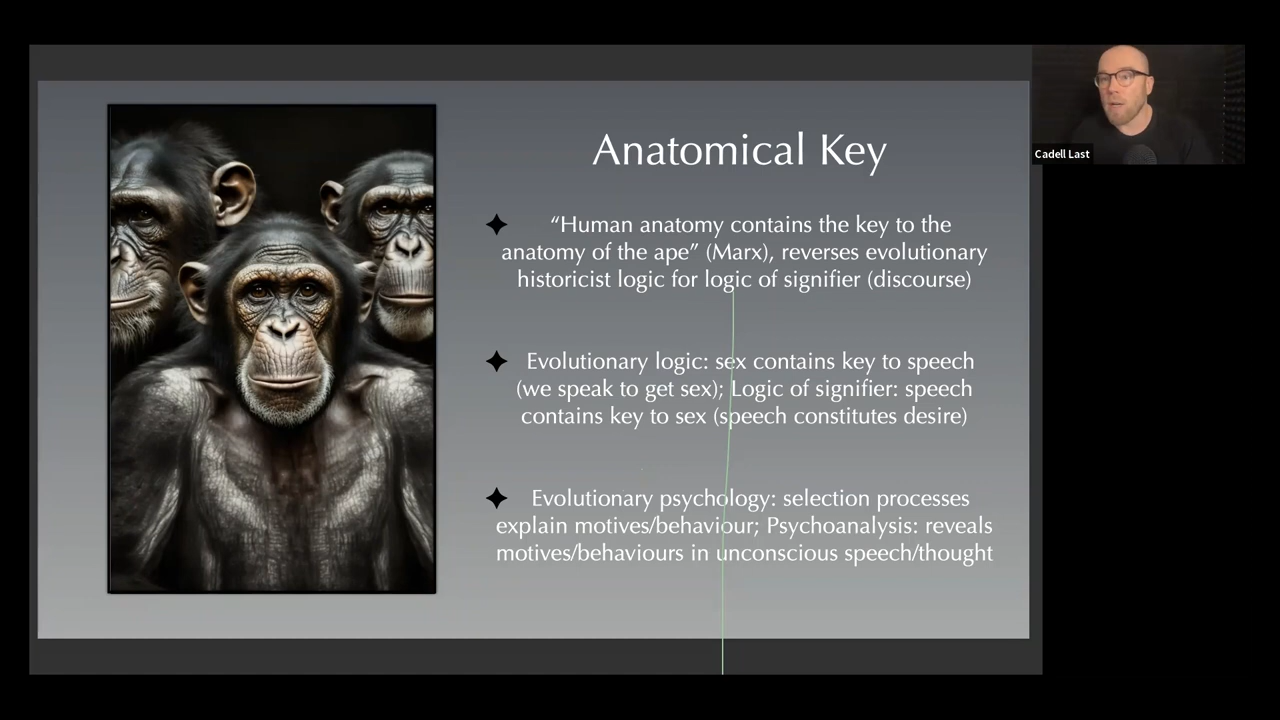 Anatomical Key
“Human anatomy contains the key to the
anatomy of the ape” (Marx), reverses evolutionary
historicist logic for logic of signifier (discourse)
Evolutionary logic: sex contains key to speech
(we speak to get sex); Logic of signifier: speech
contains key to sex (speech constitutes desire)
Evolutionary psychology: selection processes
explain motives/behaviour; Psychoanalysis: reveals
motives/behaviours in unconscious speech/thought
Cadell Last